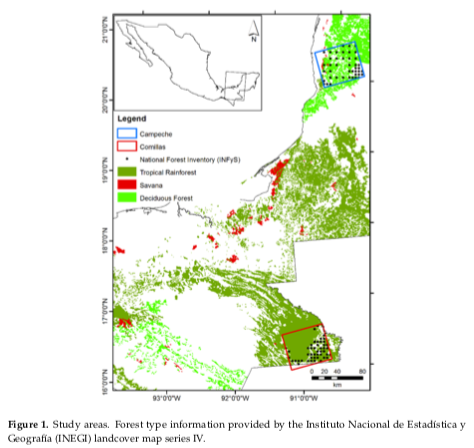 N
21°0'0"N
20°0'0"N
19°0'0"N
18°0'0"N
17°0'0"N
16°0'0"N
Legend
Campeche
Comillas
National Forest Inventory (INFyS)
Tropical Rainforest
Savana
Deciduous Forest
0 20 40 80
km
93°0'0"W 92°0'0"W 91°0'0"W
Figure 1. Study areas. Forest type information provided by the Instituto Nacional de Estadística y
Geografía (INEGI) landcover map series IV.